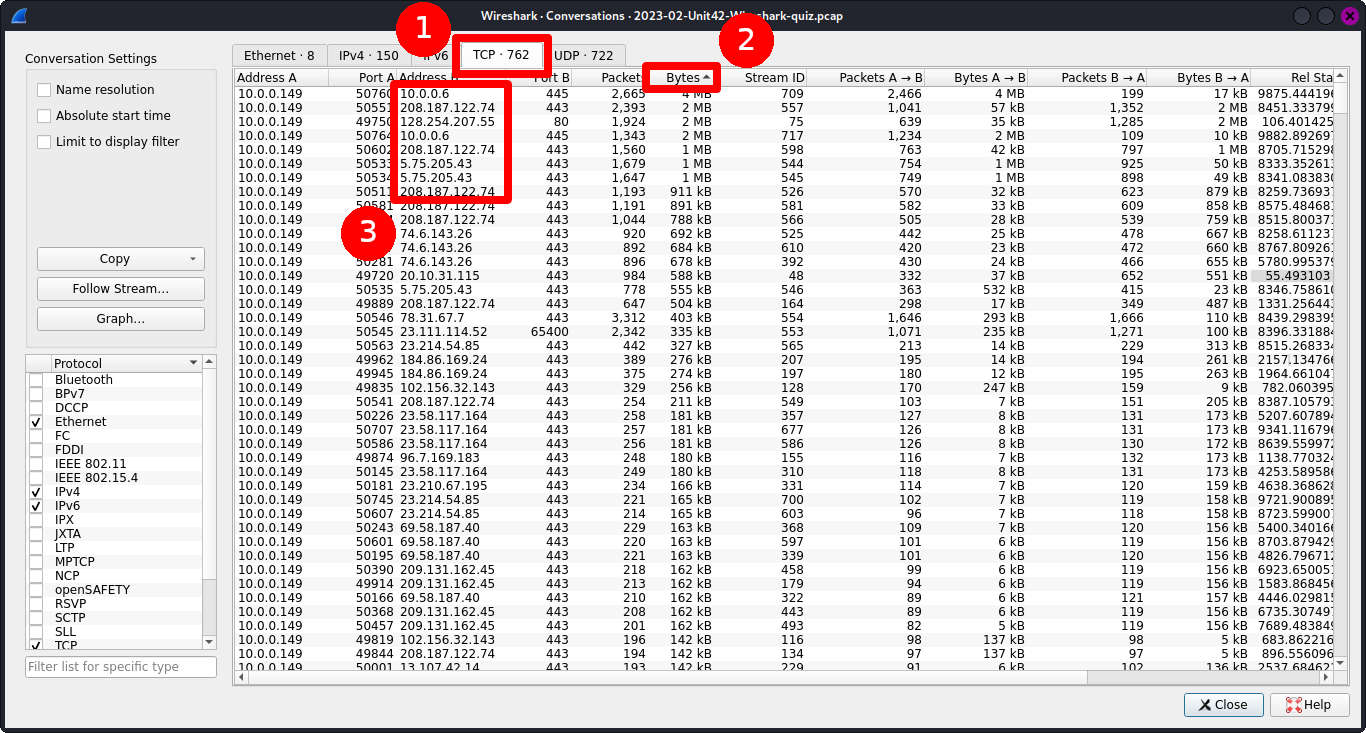 Wireshark · Conversations · 2023-02-Unit42-Wireshark-quiz.pcap
1
2
Conversation Settings
Name resolution
Absolute start time
Limit to display filter
Copy
Follow Stream…
Graph…
Protocol
Bluetooth
BPv7
DCCP
Ethernet
FC
FDDI
IEEE 802.11
IEEE 802.15.4
IPv4
IPv6
IPX
JXTA
LTP
MPTCP
NCP
openSAFETY
RSVP
SCTP
SLL
TCP
Filter list for specific type
Ethernet · 8 IPv4 · 150 IPv6 TCP · 762 UDP · 722
Address A Port A Address B Port B Packets Bytes Stream ID Packets A → B Bytes A → B Packets B → A Bytes B → A Rel Sta
10.0.0.149 50760 10.0.0.6 445 2,665 4 MB 709 2,466 4 MB 199 17 kB 9875.444196
10.0.0.149 50551 208.187.122.74 443 2,393 2 MB 557 1,041 57 kB 1,352 2 MB 8451.333799
10.0.0.149 49750 128.254.207.55 80 1,924 2 MB 75 639 35 kB 1,285 2 MB 106.401425
10.0.0.149 50764 10.0.0.6 445 1,343 2 MB 717 1,234 2 MB 109 10 kB 9882.892697
10.0.0.149 50602 208.187.122.74 443 1,560 1 MB 598 763 42 kB 797 1 MB 8705.715298
10.0.0.149 50533 5.75.205.43 443 1,679 1 MB 544 754 1 MB 925 50 kB 8333.352613
10.0.0.149 50534 5.75.205.43 443 1,647 1 MB 545 749 1 MB 898 49 kB 8341.083830
10.0.0.149 50511 208.187.122.74 443 1,193 911 kB 526 570 32 kB 623 879 kB 8259.736937
10.0.0.149 50581 208.187.122.74 443 1,191 891 kB 581 582 33 kB 609 858 kB 8575.484681
10.0.0.149 208.187.122.74 443 1,044 788 kB 566 505 28 kB 539 759 kB 8515.800371
3
10.0.0.149 74.6.143.26 443 920 692 kB 525 442 25 kB 478 667 kB 8258.611237
10.0.0.149 74.6.143.26 443 892 684 kB 610 420 23 kB 472 660 kB 8767.809261
10.0.0.149 50281 74.6.143.26 443 896 678 kB 392 430 24 kB 466 655 kB 5780.995379
10.0.0.149 49720 20.10.31.115 443 984 588 kB 48 332 37 kB 652 551 kB 55.493103
10.0.0.149 50535 5.75.205.43 443 778 555 kB 546 363 532 kB 415 23 kB 8346.758610
10.0.0.149 49889 208.187.122.74 443 647 504 kB 164 298 17 kB 349 487 kB 1331.256443
10.0.0.149 50546 78.31.67.7 443 3,312 403 kB 554 1,646 293 kB 1,666 110 kB 8439.298395
10.0.0.149 50545 23.111.114.52 65400 2,342 335 kB 553 1,071 235 kB 1,271 100 kB 8396.331884
10.0.0.149 50563 23.214.54.85 443 442 327 kB 565 213 14 kB 229 313 kB 8515.268334
10.0.0.149 49962 184.86.169.24 443 389 276 kB 207 195 14 kB 194 261 kB 2157.134766
10.0.0.149 49945 184.86.169.24 443 375 274 kB 197 180 12 kB 195 263 kB 1964.661047
10.0.0.149 49835 102.156.32.143 443 329 256 kB 128 170 247 kB 159 9 kB 782.060395
10.0.0.149 50541 208.187.122.74 443 254 211 kB 549 103 7 kB 151 205 kB 8387.105793
10.0.0.149 50226 23.58.117.164 443 258 181 kB 357 127 8 kB 131 173 kB 5207.607894
10.0.0.149 50707 23.58.117.164 443 257 181 kB 677 126 8 kB 131 173 kB 9341.116796
10.0.0.149 50586 23.58.117.164 443 256 181 kB 586 126 8 kB 130 172 kB 8639.559972
10.0.0.149 49874 96.7.169.183 443 248 180 kB 155 116 7 kB 132 173 kB 1138.770324
10.0.0.149 50145 23.58.117.164 443 249 180 kB 310 118 8 kB 131 173 kB 4253.589586
10.0.0.149 50181 23.210.67.195 443 234 166 kB 331 114 7 kB 120 159 kB 4638.368628
10.0.0.149 50745 23.214.54.85 443 221 165 kB 700 102 7 kB 119 158 kB 9721.900895
10.0.0.149 50607 23.214.54.85 443 214 165 kB 603 96 7 kB 118 158 kB 8723.599007
10.0.0.149 50243 69.58.187.40 443 229 163 kB 368 109 7 kB 120 156 kB 5400.340166
10.0.0.149 50601 69.58.187.40 443 220 163 kB 597 101 6 kB 119 156 kB 8703.879429
10.0.0.149 50195 69.58.187.40 443 221 163 kB 339 101 6 kB 120 156 kB 4826.796712
10.0.0.149 50390 209.131.162.45 443 218 162 kB 458 99 6 kB 119 156 kB 6923.650051
10.0.0.149 49914 209.131.162.45 443 213 162 kB 179 94 6 kB 119 156 kB 1583.868456
10.0.0.149 50166 69.58.187.40 443 210 162 kB 322 89 6 kB 121 157 kB 4446.029815
10.0.0.149 50368 209.131.162.45 443 208 162 kB 443 89 6 kB 119 156 kB 6735.307497
10.0.0.149 50457 209.131.162.45 443 201 162 kB 493 82 5 kB 119 156 kB 7689.483849
10.0.0.149 49819 102.156.32.143 443 196 142 kB 116 98 137 kB 98 5 kB 683.862216
10.0.0.149 49844 208.187.122.74 443 194 142 kB 134 97 137 kB 97 5 kB 896.556096
10.0.0.149 50001 13.107.42.14 443 193 142 kB 229 91 6 kB 102 136 kB 2537.684627
Close Help